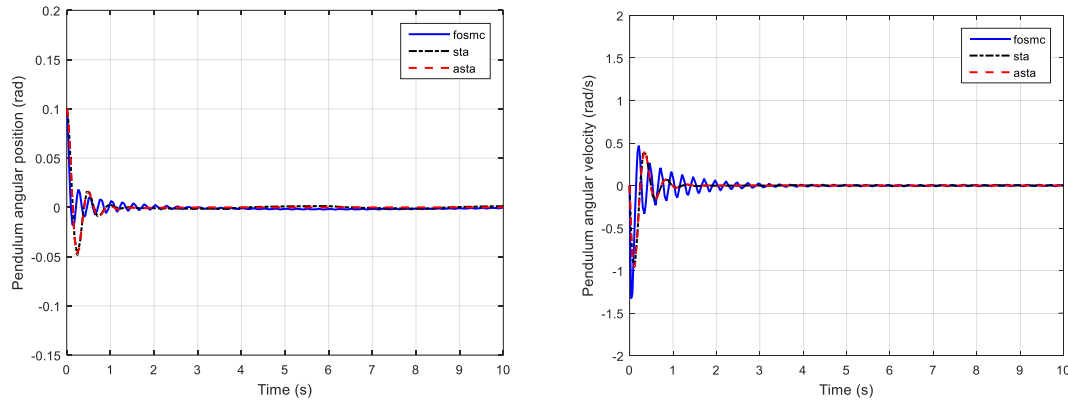 0.2
0.15
0.1
0.05
0
-0.05
-0.1
-0.15
Pendulum angular position (rad)
fosmc
sta
asta
0 1 2 3 4 5 6 7 8 9 10
Time (s)
2
1.5
1
0.5
0
-0.5
-1
-1.5
-2
Pendulum angular velocity (rad/s)
fosmc
sta
asta
0 1 2 3 4 5 6 7 8 9 10
Time (s)